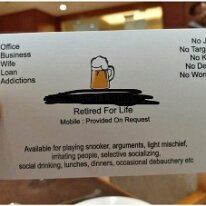 Office
Business
Wife
Loan
Addictions
No
No Targ
No
No De
No Wor
Retired For Life
Mobile : Provided On Request
Available for playing snooker, arguments, light mischief,
irritating people, selective socializing,
social drinking, lunches, dinners, occasional debauchery etc